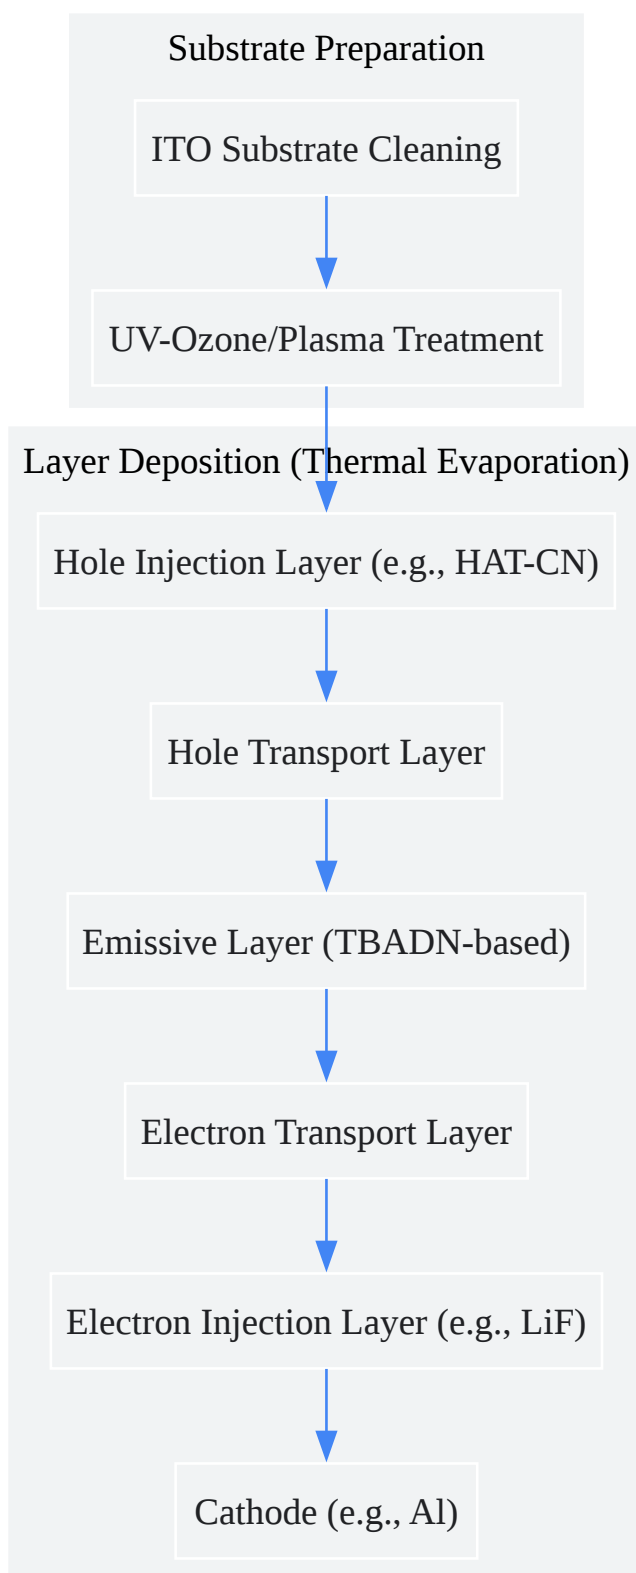 Substrate Preparation
ITO Substrate Cleaning
UV-Ozone/Plasma Treatment
Layer Deposition (Thermal Evaporation)
Hole Injection Layer (e.g., HAT-CN)
Hole Transport Layer
Emissive Layer (TBADN-based)
Electron Transport Layer
Electron Injection Layer (e.g., LiF)
Cathode (e.g., Al)